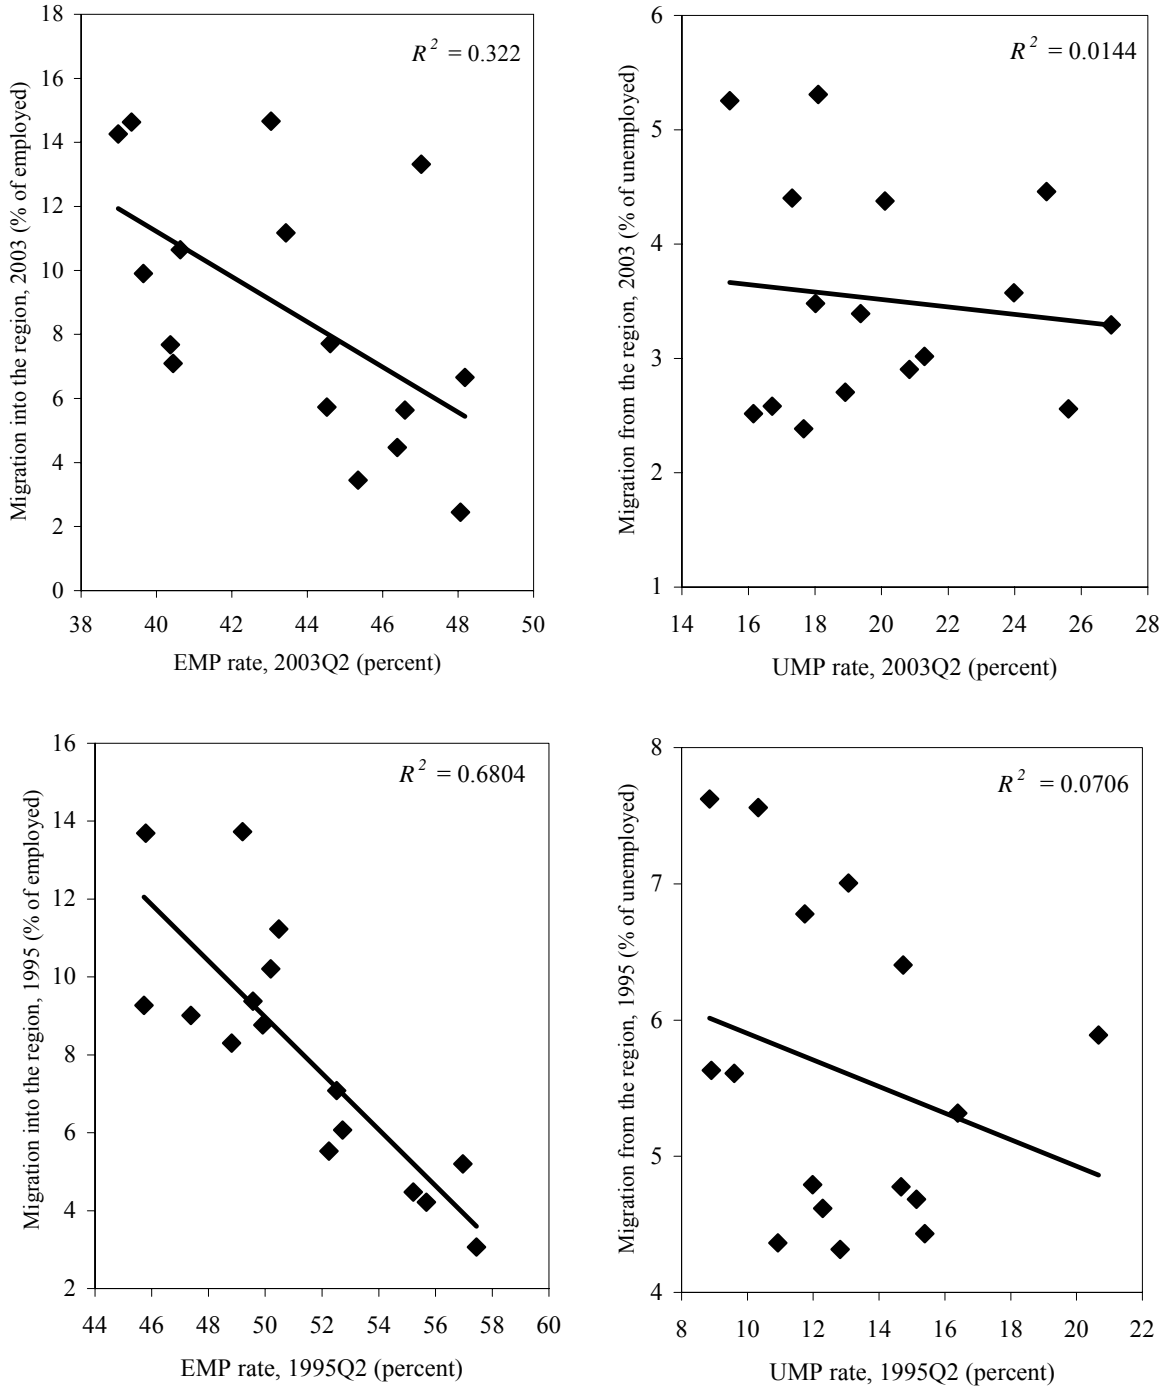 18
16
14
12
10
8
6
4
2
0
Migration into the region, 2003 (% of employed)
R² = 0.322
38 40 42 44 46 48 50
EMP rate, 2003Q2 (percent)
6
5
4
3
2
1
Migration from the region, 2003 (% of unemployed)
R² = 0.0144
14 16 18 20 22 24 26 28
UMP rate, 2003Q2 (percent)
16
14
12
10
8
6
4
2
Migration into the region, 1995 (% of employed)
R² = 0.6804
44 46 48 50 52 54 56 58 60
EMP rate, 1995Q2 (percent)
8
7
6
5
4
Migration from the region, 1995 (% of unemployed)
R² = 0.0706
8 10 12 14 16 18 20 22
UMP rate, 1995Q2 (percent)